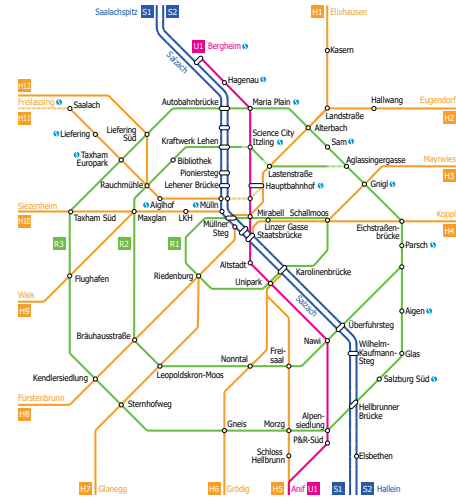 Saalachspitz S1 S2
H1 Elixhausen
U1 Bergheim S
Salzach
Kasern
Hagenau S
H12
Freilassing S
H11
Saalach
Autobahnbrücke
Maria Plain S
Hallwang
Eugendorf
H2
Landstraße
Liefering
Süd
S Liefering
Kraftwerk Lehen
Science City
Itzling S
Alterbach
Sam S
S Taxham
Europark
Bibliothek
Pioniersteg
Lastenstraße
Aglassingergasse
Maynwies
H3
Rauchmühle
Lehener Brücke
Hauptbahnhof S
Gnigl S
Siezenheim
H10
S Aiglhof
S Mülln
Taxham Süd
Maxglan
LKH
Müllner
Steg
Mirabell
Schallmoos
Linzer Gasse
Staatsbrücke
Koppl
H4
Eichstraßen-
brücke
Parsch S
R3
R2
R1
Altstadt
Karolinenbrücke
Flughafen
Riedenburg
Unipark
Wals
H9
Salzach
Aigen S
Überfuhrsteg
Bräuhausstraße
Nawi
Wilhelm-
Kaufmann-
Steg
Glas
Frei-
saal
Nonntal
Leopoldskron-Moos
Kendlersiedlung
Salzburg Süd S
Fürstenbrunn
H8
Sternhofweg
Hellbrunner
Brücke
Gneis
Morzg
Alpen-
siedlung
P&R-Süd
Schloss
Hellbrunn
Elsbethen
H7 Glanegg
H6 Grödig
H5 Anif U1
S1
S2 Hallein